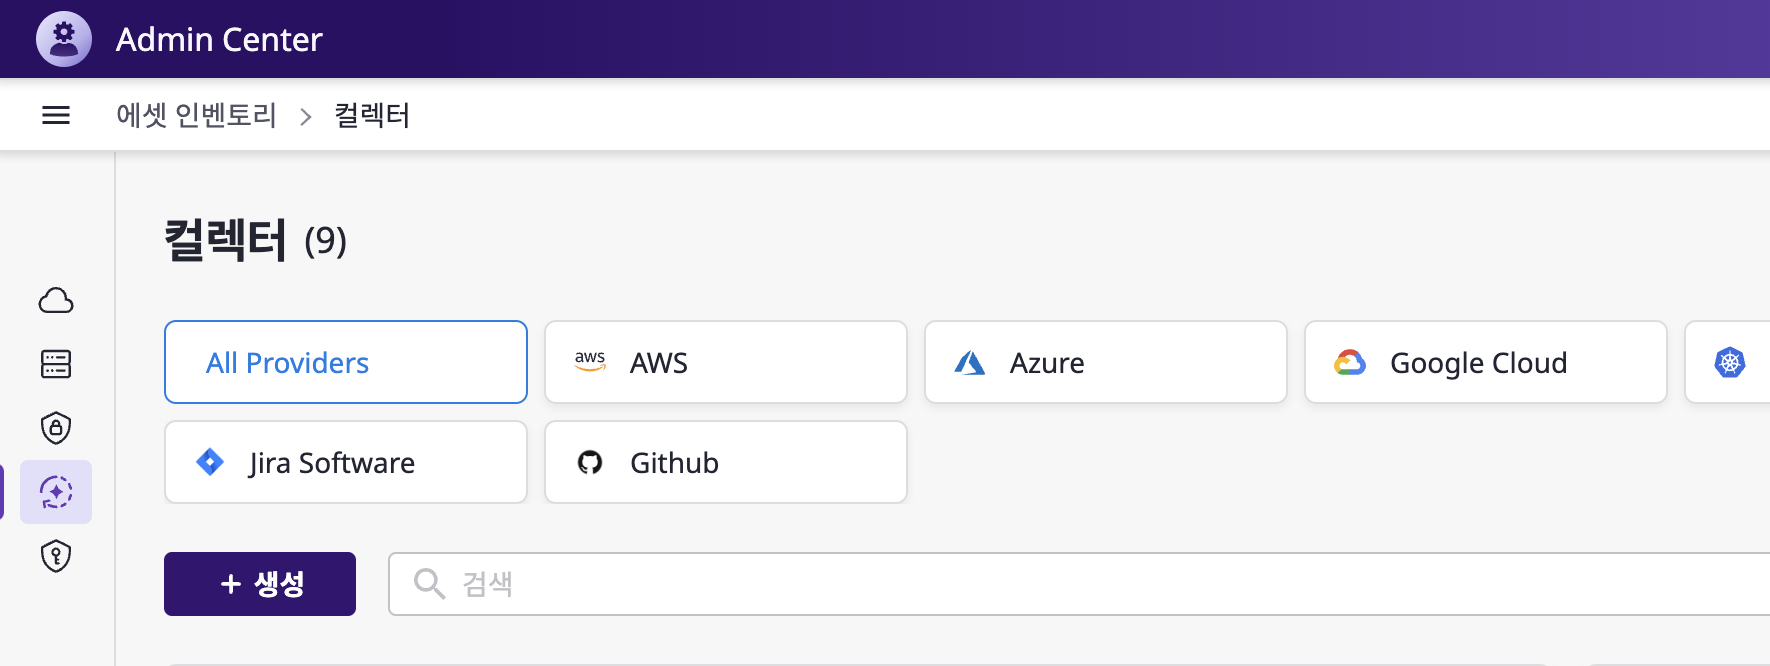 Admin Center
에셋 인벤토리 > 컬렉터
컬렉터 (9)
All Providers
aws AWS
Azure
Google Cloud
Jira Software
Github
+ 생성
검색